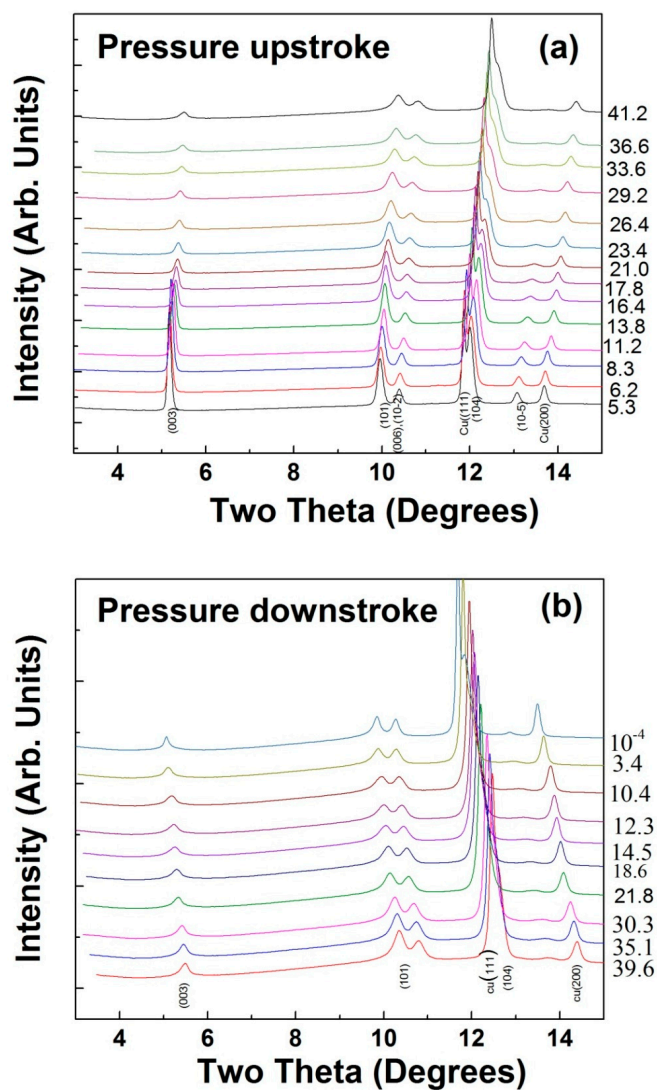 Pressure upstroke (a)
41.2
36.6
33.6
29.2
26.4
23.4
21.0
17.8
16.4
13.8
11.2
8.3
6.2
5.3
(003)
(101)
(006),(10-2)
Cu((111)
(104)
(10-5)
Cu(200)
4 6 8 10 12 14
Two Theta (Degrees)
Intensity (Arb. Units)
Pressure downstroke (b)
10-4
3.4
10.4
12.3
14.5
18.6
21.8
30.3
35.1
39.6
(003)
(101)
cu(111)
(104)
cu(200)
4 6 8 10 12 14
Two Theta (Degrees)
Intensity (Arb. Units)